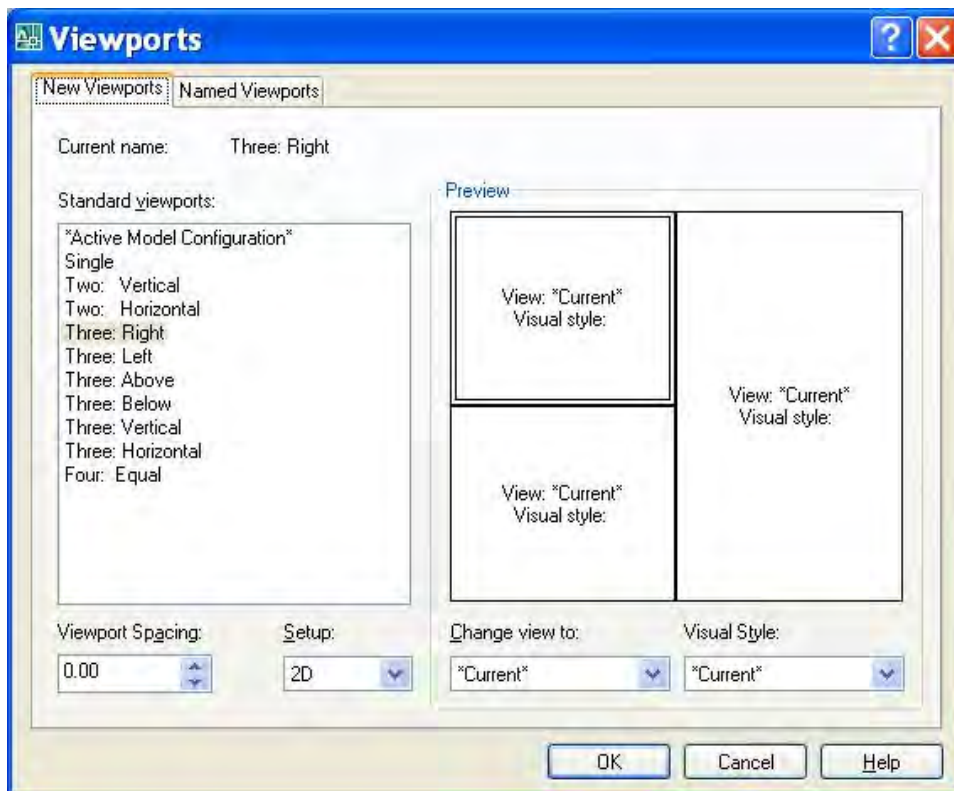 Viewports
New Viewports
Named Viewports
Current name: Three: Right
Standard viewports:
*Active Model Configuration*
Single
Two: Vertical
Two: Horizontal
Three: Right
Three: Left
Three: Above
Three: Below
Three: Vertical
Three: Horizontal
Four: Equal
Viewport Spacing:
0.00
Setup:
2D
Preview
View: *Current*
Visual style:
View: *Current*
Visual style:
View: *Current*
Visual style:
Change view to:
*Current*
Visual Style:
*Current*
OK
Cancel
Help